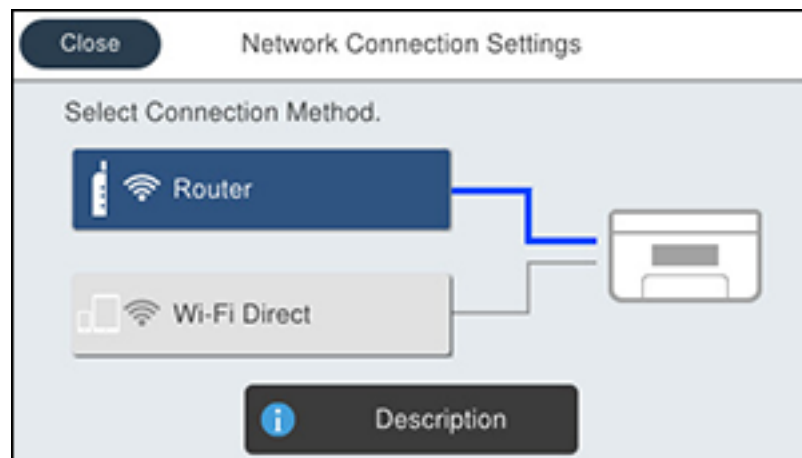 Close
Network Connection Settings
Select Connection Method.
Router
Wi-Fi Direct
Description